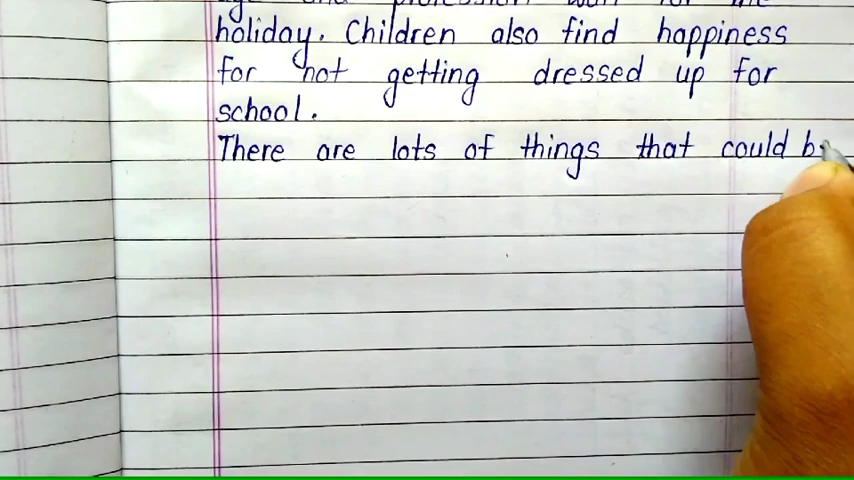 holiday. Children also find happiness
for not getting dressed up for
school.
There are lots of things that could b